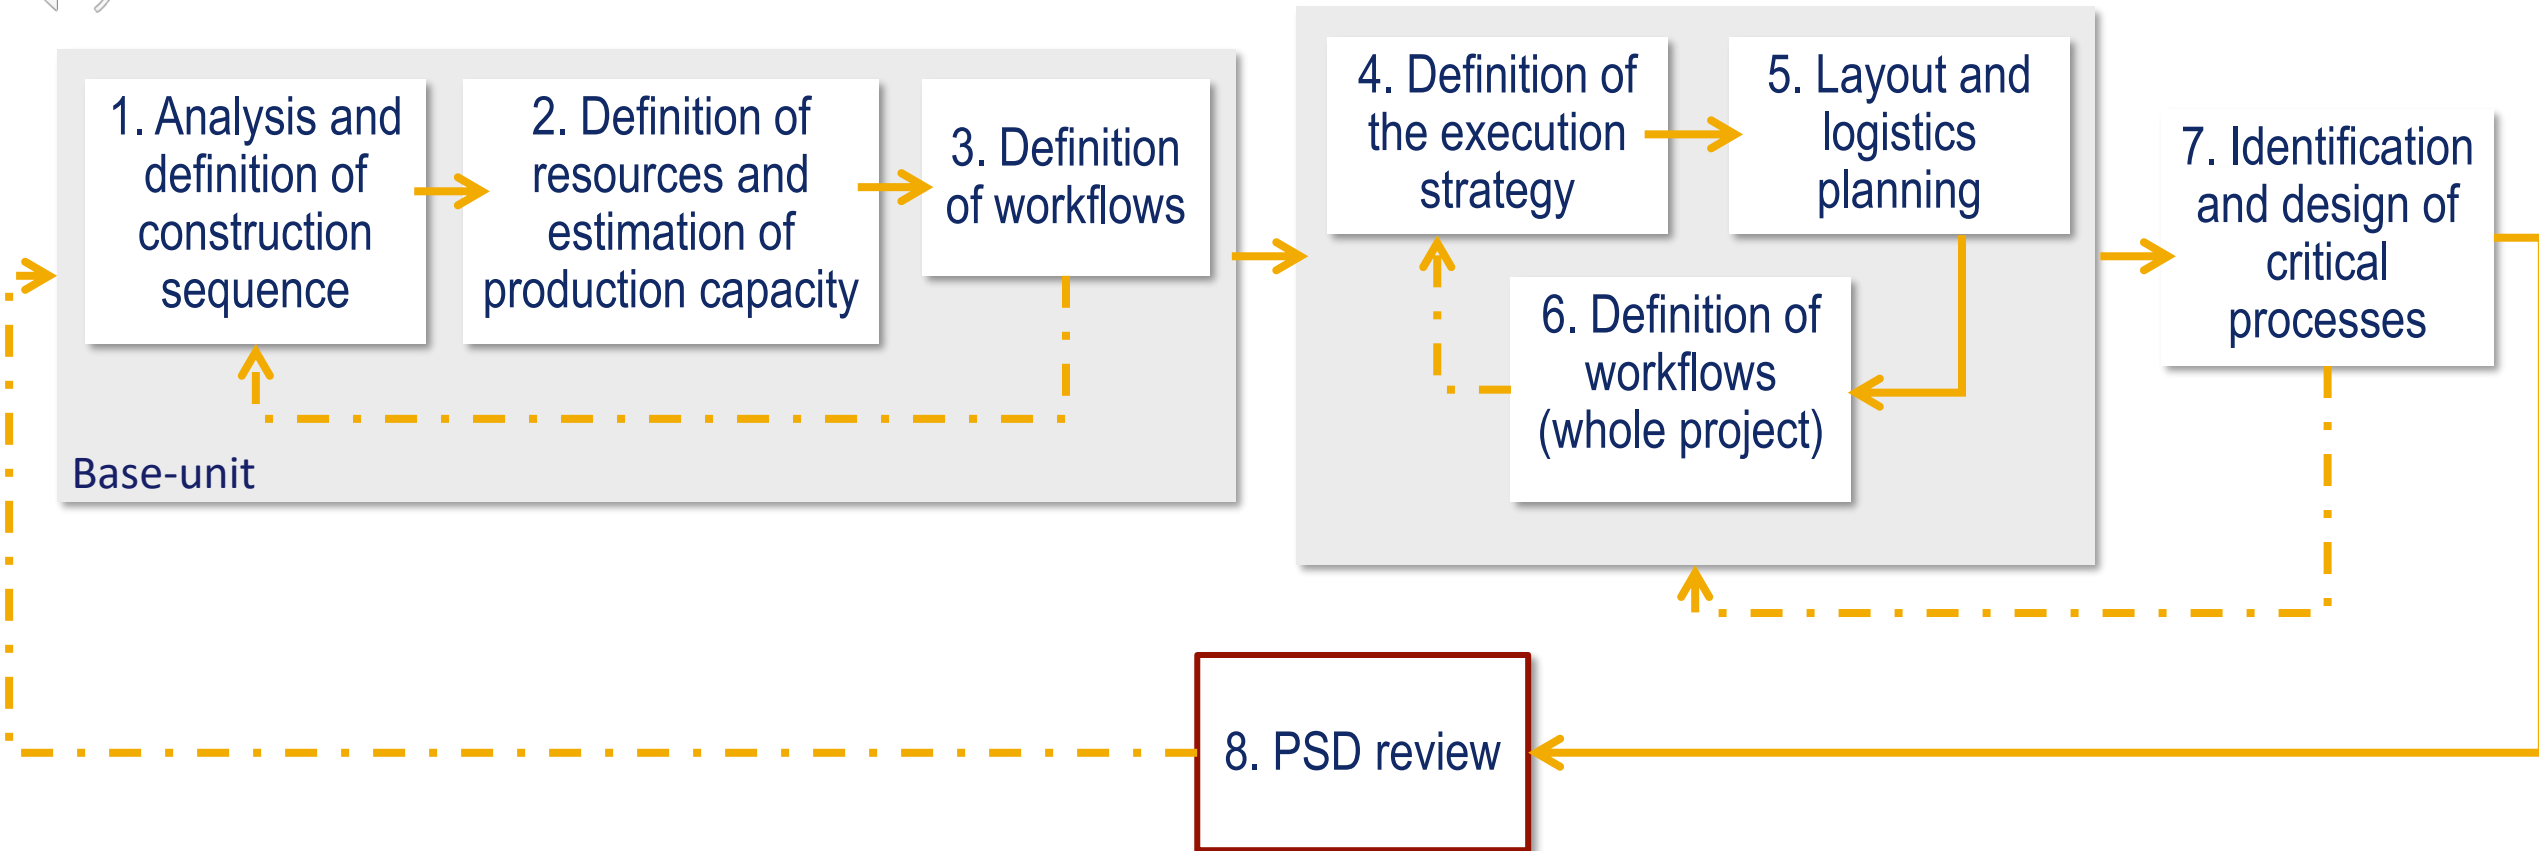 1. Analysis and
definition of
construction
sequence
2. Definition of
resources and
estimation of
production capacity
3. Definition
of workflows
Base-unit
4. Definition of
the execution
strategy
5. Layout and
logistics
planning
6. Definition of
workflows
(whole project)
7. Identification
and design of
critical
processes
8. PSD review